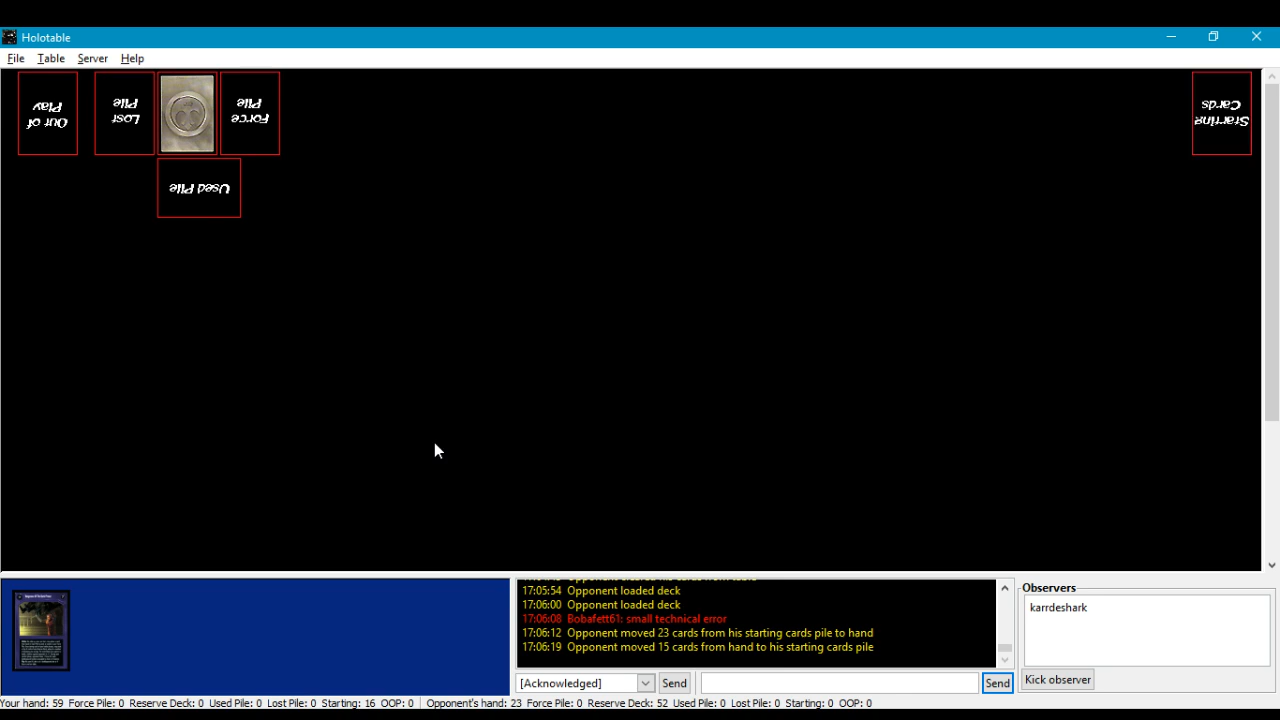 Holotable
File Table Server Help
Out of
Play
Lost
Pile
Force
Pile
Starting
Cards
Used Pile
17:05:54 Opponent loaded deck
17:06:00 Opponent loaded deck
17:06:08 Bobafett61: small technical error
17:06:12 Opponent moved 23 cards from his starting cards pile to hand
17:06:19 Opponent moved 15 cards from hand to his starting cards pile
Observers
karrdeshark
[Acknowledged] Send Send Kick observer
Your hand: 59 Force Pile: 0 Reserve Deck: 0 Used Pile: 0 Lost Pile: 0 Starting: 16 OOP: 0 Opponent's hand: 23 Force Pile: 0 Reserve Deck: 52 Used Pile: 0 Lost Pile: 0 Starting: 0 OOP: 0